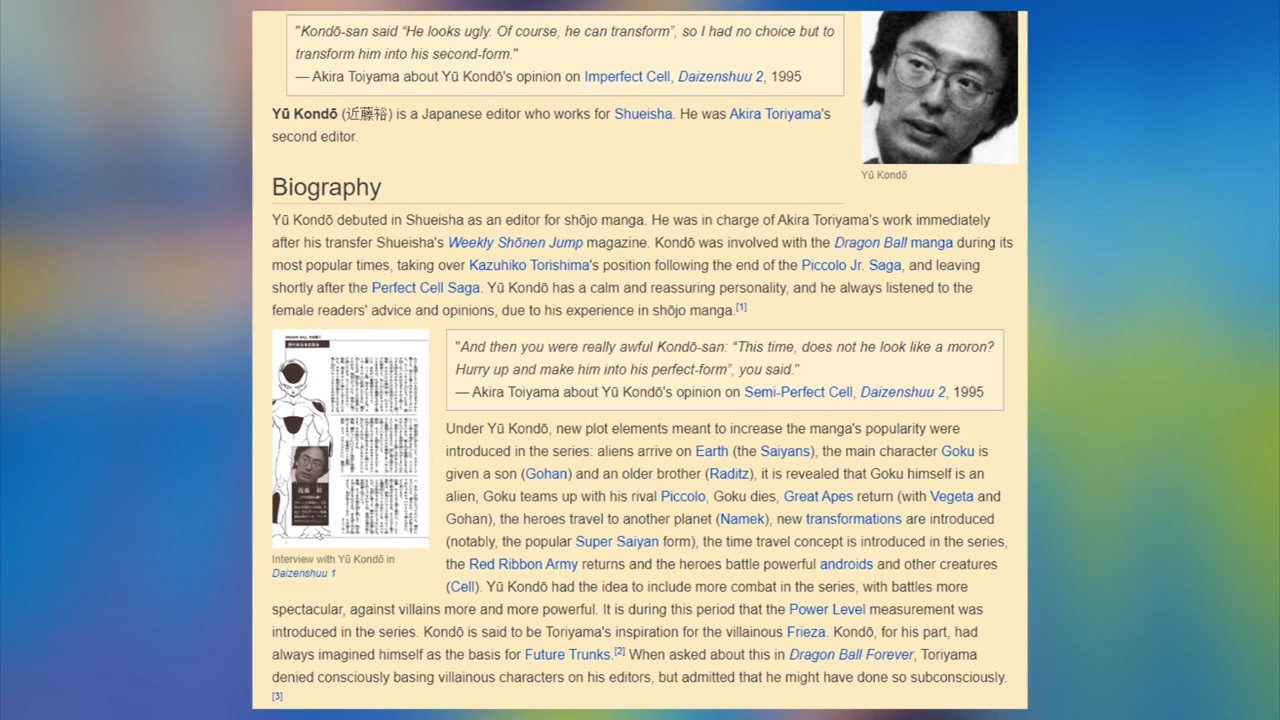 "Kondō-san said “He looks ugly. Of course, he can transform”, so I had no choice but to
transform him into his second-form."
— Akira Toiyama about Yū Kondō's opinion on Imperfect Cell, Daizenshuu 2, 1995
Yū Kondō (近藤裕) is a Japanese editor who works for Shueisha. He was Akira Toriyama's
second editor.
Yū Kondō
Biography
Yū Kondō debuted in Shueisha as an editor for shōjo manga. He was in charge of Akira Toriyama's work immediately
after his transfer Shueisha's Weekly Shōnen Jump magazine. Kondō was involved with the Dragon Ball manga during its
most popular times, taking over Kazuhiko Torishima's position following the end of the Piccolo Jr. Saga, and leaving
shortly after the Perfect Cell Saga. Yū Kondō has a calm and reassuring personality, and he always listened to the
female readers' advice and opinions, due to his experience in shōjo manga.[1]
"And then you were really awful Kondō-san: “This time, does not he look like a moron?
Hurry up and make him into his perfect-form”, you said."
— Akira Toiyama about Yū Kondō's opinion on Semi-Perfect Cell, Daizenshuu 2, 1995
Interview with Yū Kondō in
Daizenshuu 1
Under Yū Kondō, new plot elements meant to increase the manga's popularity were
introduced in the series: aliens arrive on Earth (the Saiyans), the main character Goku is
given a son (Gohan) and an older brother (Raditz), it is revealed that Goku himself is an
alien, Goku teams up with his rival Piccolo, Goku dies, Great Apes return (with Vegeta and
Gohan), the heroes travel to another planet (Namek), new transformations are introduced
(notably, the popular Super Saiyan form), the time travel concept is introduced in the series,
the Red Ribbon Army returns and the heroes battle powerful androids and other creatures
(Cell). Yū Kondō had the idea to include more combat in the series, with battles more
spectacular, against villains more and more powerful. It is during this period that the Power Level measurement was
introduced in the series. Kondō is said to be Toriyama's inspiration for the villainous Frieza. Kondō, for his part, had
always imagined himself as the basis for Future Trunks.[2] When asked about this in Dragon Ball Forever, Toriyama
denied consciously basing villainous characters on his editors, but admitted that he might have done so subconsciously.
[3]